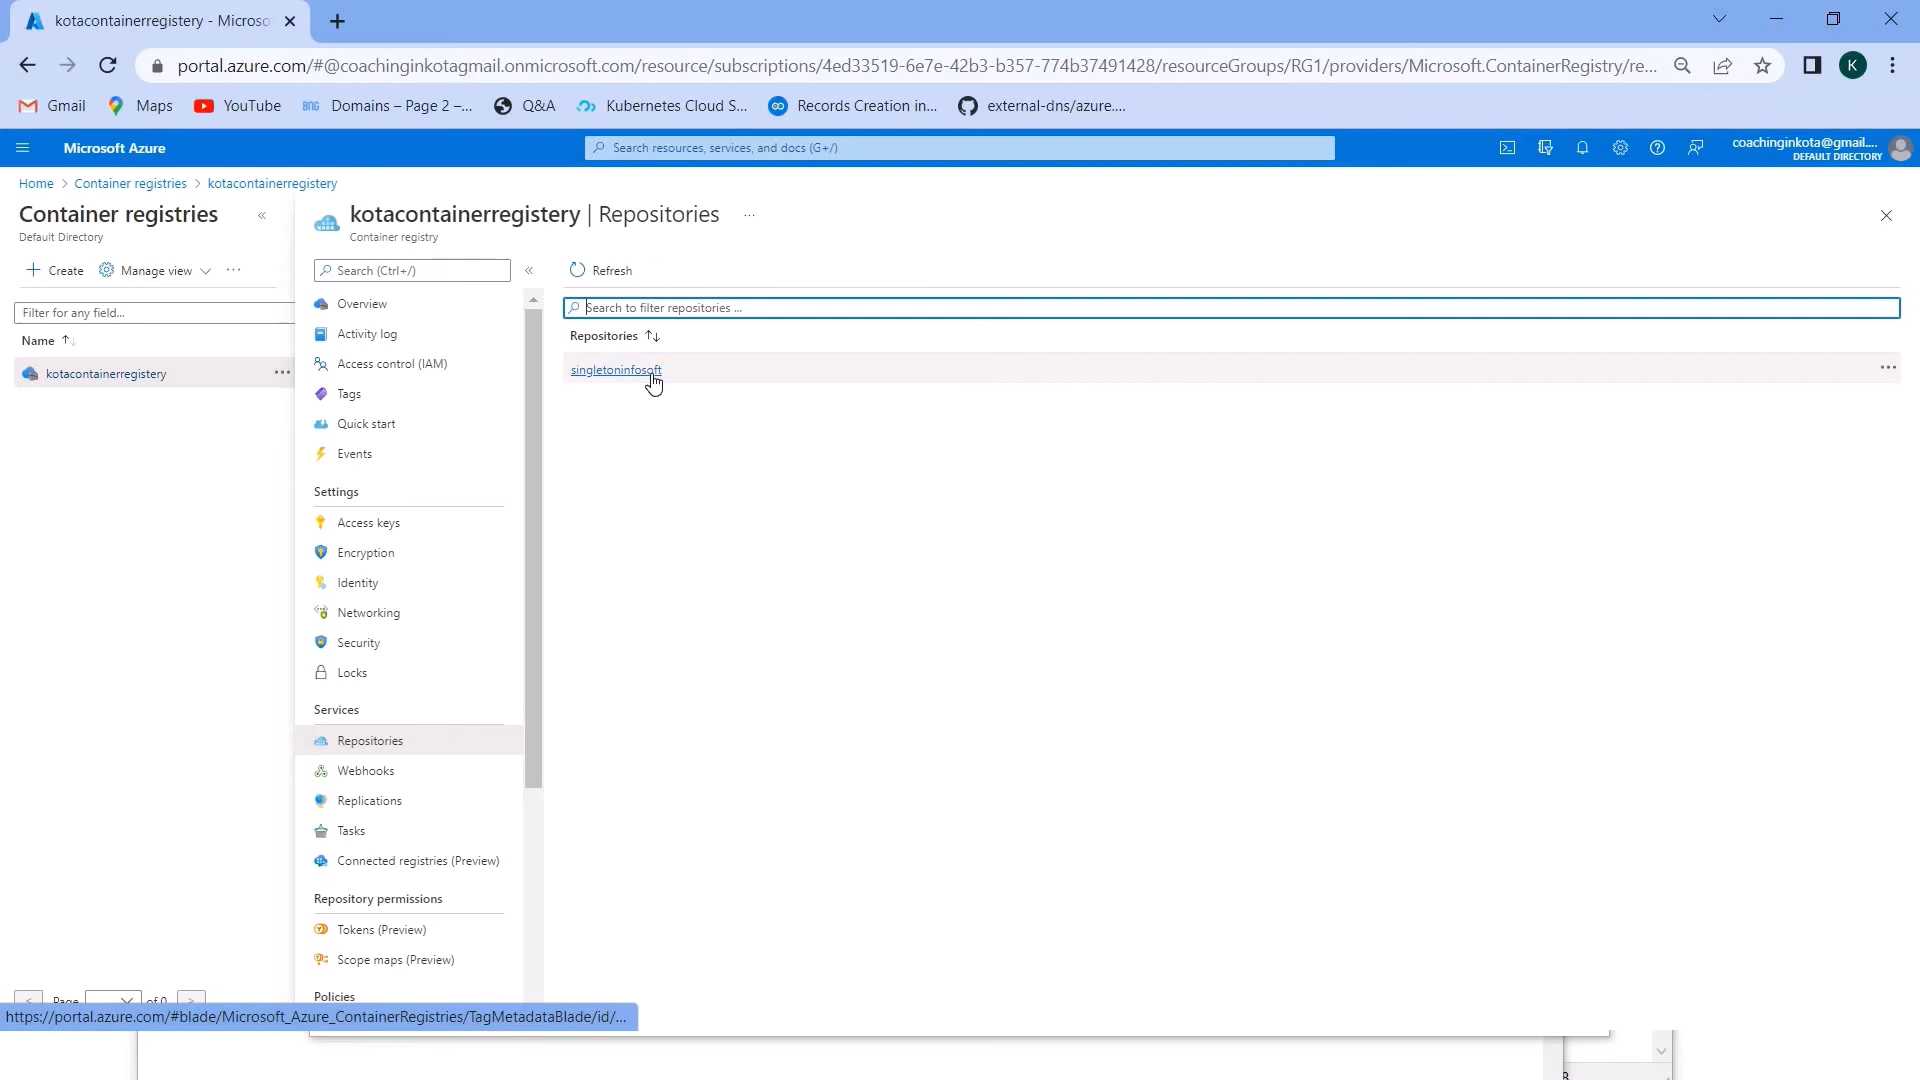 kotacontainerregistery - Microso
portal.azure.com/#@coachinginkotagmail.onmicrosoft.com/resource/subscriptions/4ed33519-6e7e-42b3-b357-774b37491428/resourceGroups/RG1/providers/Microsoft.ContainerRegistry/re...
K
Gmail
Maps
YouTube
BNG
Domains – Page 2 –...
Q&A
Kubernetes Cloud S...
Records Creation in...
external-dns/azure....
Microsoft Azure
Search resources, services, and docs (G+/)
coachinginkota@gmail....
DEFAULT DIRECTORY
Home > Container registries > kotacontainerregistery
Container registries
Default Directory
Create
Manage view
Filter for any field...
Name
kotacontainerregistery
kotacontainerregistery | Repositories
Container registry
Search (Ctrl+/)
Overview
Activity log
Access control (IAM)
Tags
Quick start
Events
Settings
Access keys
Encryption
Identity
Networking
Security
Locks
Services
Repositories
Webhooks
Replications
Tasks
Connected registries (Preview)
Repository permissions
Tokens (Preview)
Scope maps (Preview)
Policies
Refresh
Search to filter repositories ...
Repositories
singletoninfosoft
Page of 0
https://portal.azure.com/#blade/Microsoft_Azure_ContainerRegistries/TagMetadataBlade/id/...